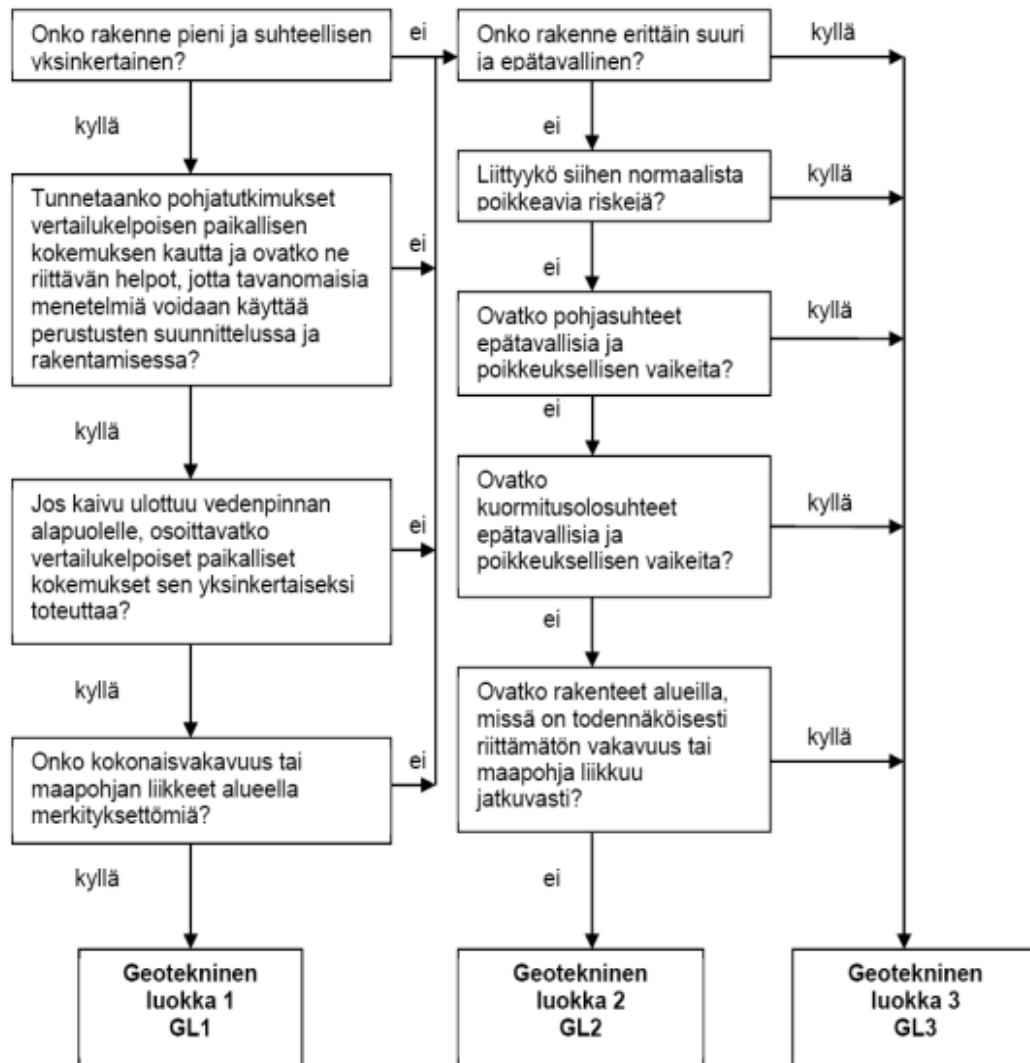 Onko rakenne pieni ja suhteellisen
yksinkertainen?
ei
kyllä
Tunnetaanko pohjatutkimukset
vertailukelpoisen paikallisen
kokemuksen kautta ja ovatko ne
riittävän helpot, jotta tavanomaisia
menetelmiä voidaan käyttää
perustusten suunnittelussa ja
rakentamisessa?
ei
kyllä
Jos kaivu ulottuu vedenpinnan
alapuolelle, osoittavatko
vertailukelpoiset paikalliset
kokemukset sen yksinkertaiseksi
toteuttaa?
ei
kyllä
Onko kokonaisvakavuus tai
maapohjan liikkeet alueella
merkityksettömiä?
ei
kyllä
Geotekninen
luokka 1
GL1
Onko rakenne erittäin suuri
ja epätavallinen?
kyllä
ei
Liittyykö siihen normaalista
poikkeavia riskejä?
kyllä
ei
Ovatko pohjasuhteet
epätavallisia ja
poikkeuksellisen vaikeita?
kyllä
ei
Ovatko
kuormitusolosuhteet
epätavallisia ja
poikkeuksellisen vaikeita?
kyllä
ei
Ovatko rakenteet alueilla,
missä on todennäköisesti
riittämätön vakavuus tai
maapohja liikkuu
jatkuvasti?
kyllä
ei
Geotekninen
luokka 2
GL2
Geotekninen
luokka 3
GL3